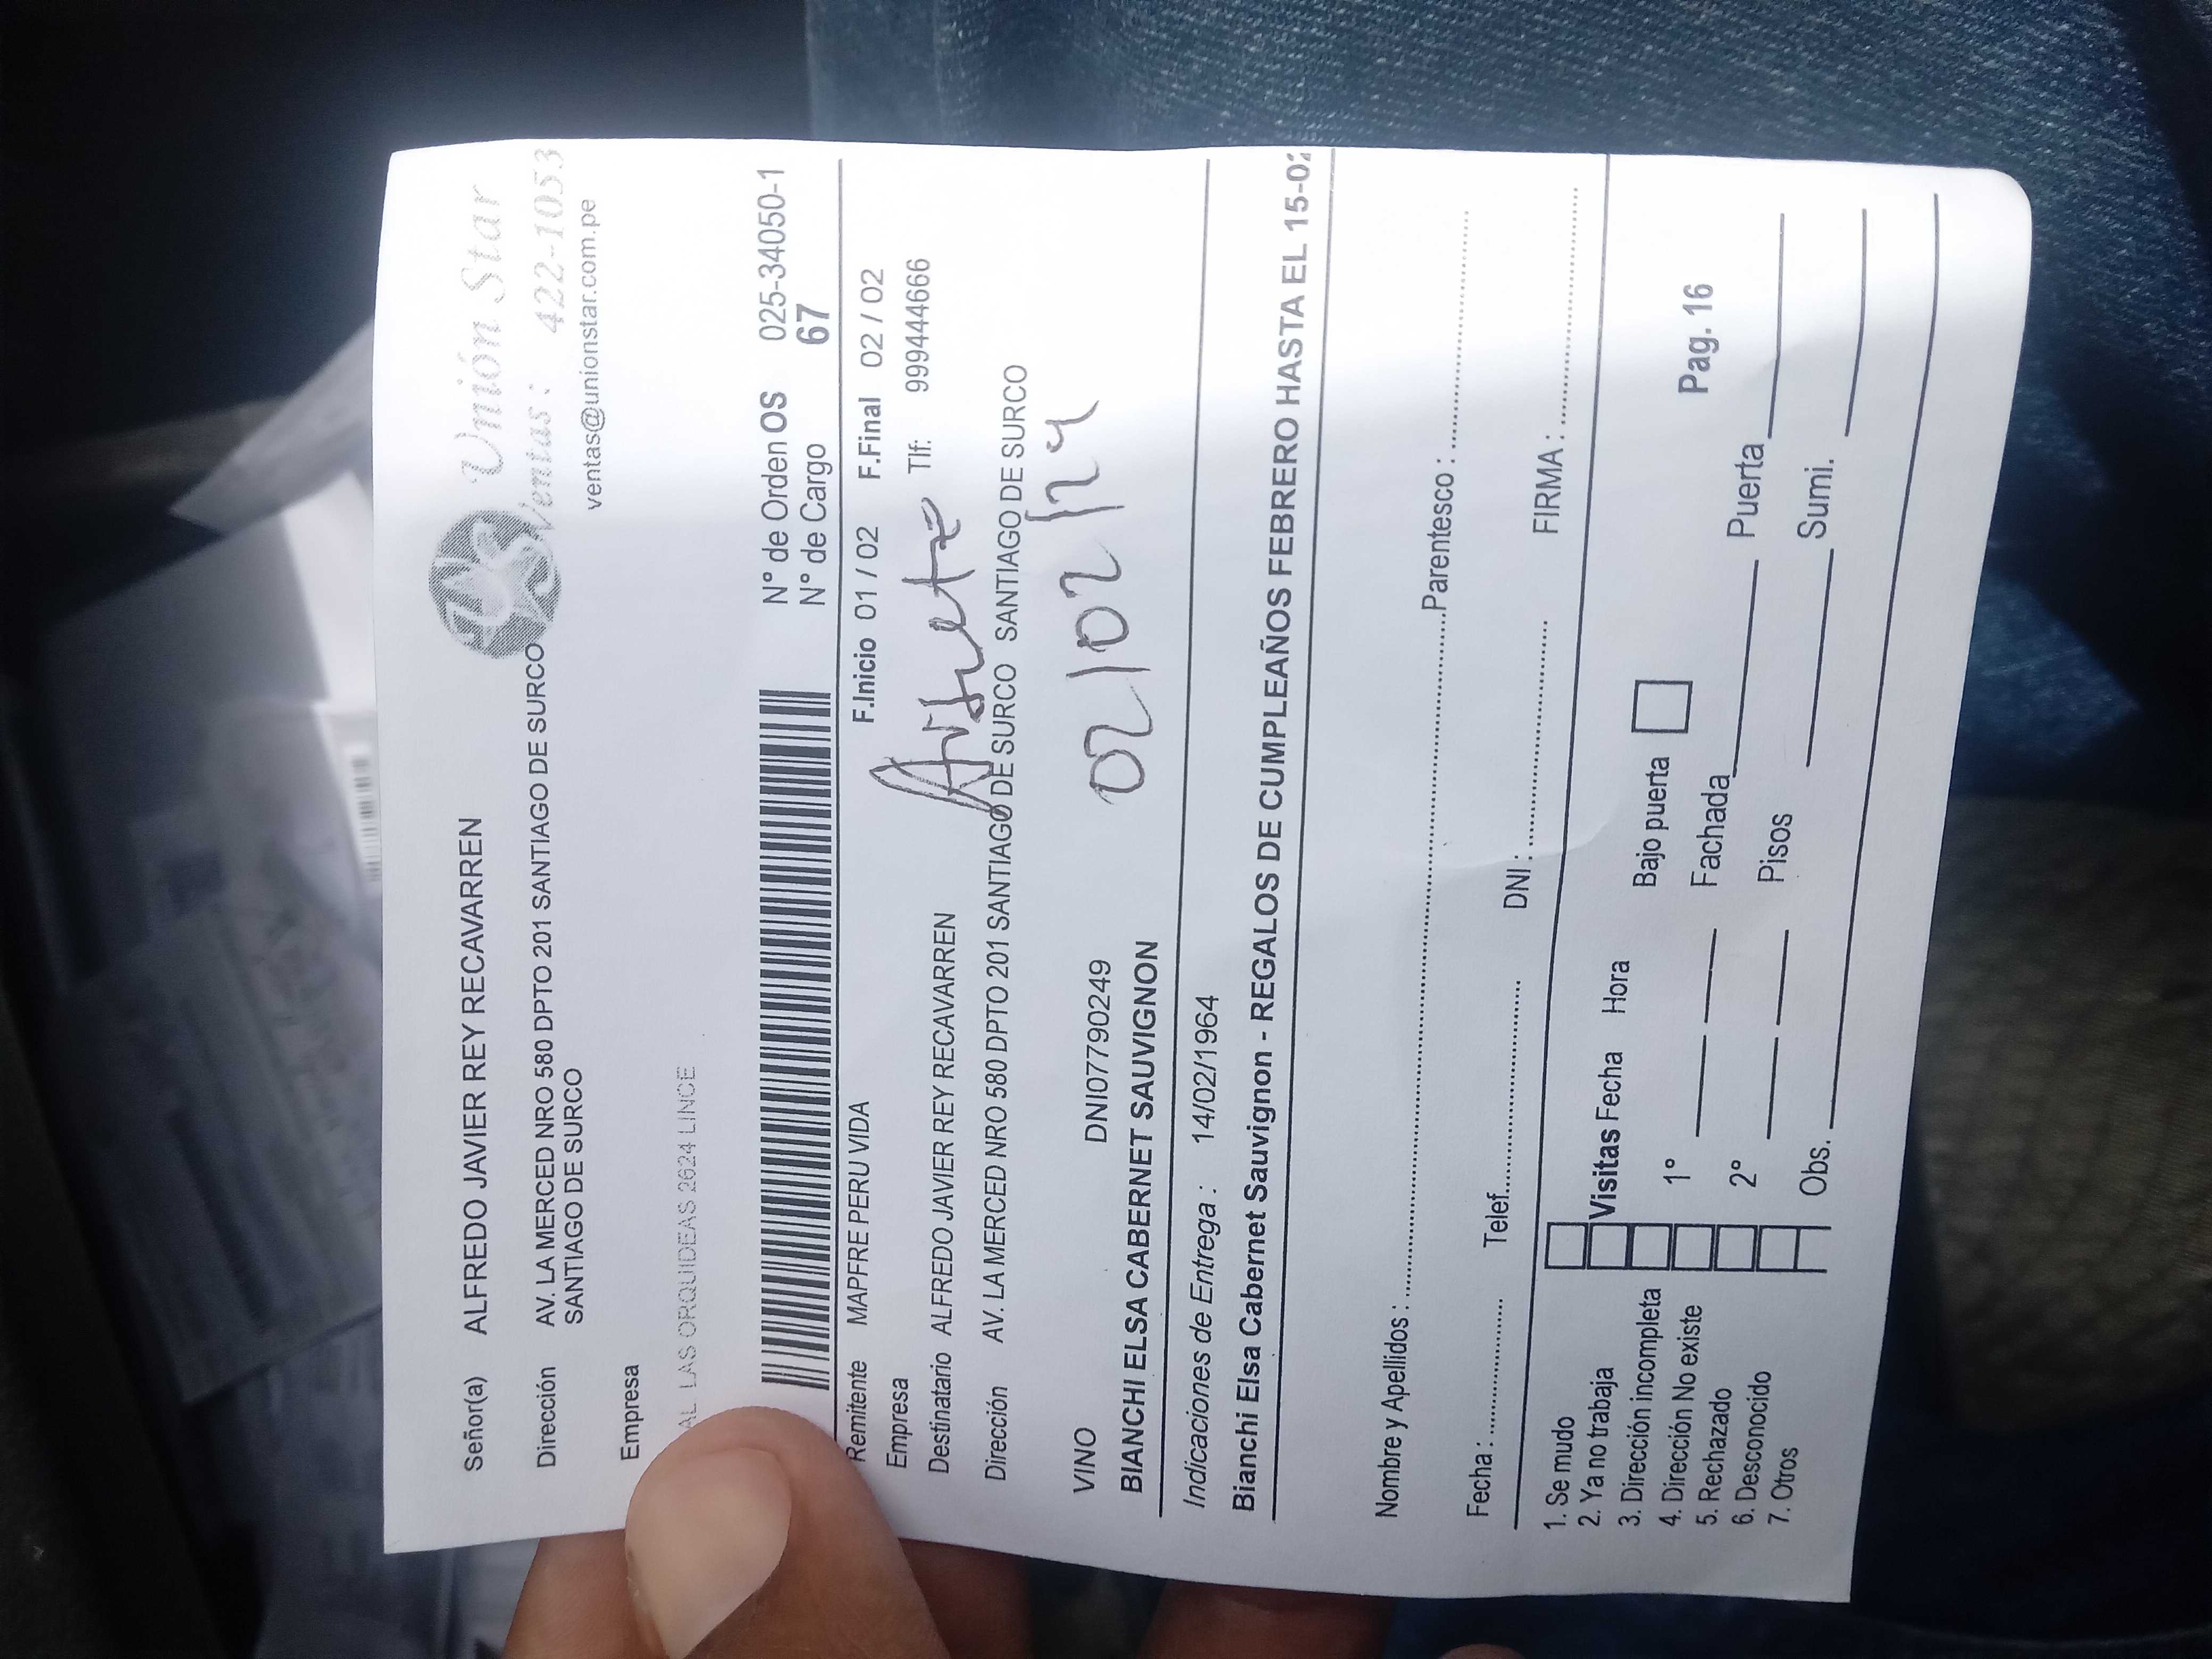 Unión Star
Ventas: 422-1053
ventas@unionstar.com.pe
Señor(a) ALFREDO JAVIER REY RECAVARREN
Dirección AV. LA MERCED NRO 580 DPTO 201 SANTIAGO DE SURCO
SANTIAGO DE SURCO
Empresa
AL LAS ORQUIDEAS 2624 LINCE
N° de Orden OS 025-34050-1
N° de Cargo 67
Remitente MAPFRE PERU VIDA F.Inicio 01 / 02 F.Final 02 / 02
Empresa
Destinatario ALFREDO JAVIER REY RECAVARREN Tlf: 999444666
Dirección AV. LA MERCED NRO 580 DPTO 201 SANTIAGO DE SURCO SANTIAGO DE SURCO
02/02/24
VINO DNI07790249
BIANCHI ELSA CABERNET SAUVIGNON
Indicaciones de Entrega : 14/02/1964
Bianchi Elsa Cabernet Sauvignon - REGALOS DE CUMPLEAÑOS FEBRERO HASTA EL 15-02
Nombre y Apellidos : Parentesco :
Fecha : Telef. DNI : FIRMA :
1. Se mudo
2. Ya no trabaja
3. Dirección incompleta
4. Dirección No existe
5. Rechazado
6. Desconocido
7. Otros
Visitas Fecha Hora Bajo puerta
1° Fachada Puerta Pag. 16
2° Pisos Sumi.
Obs.